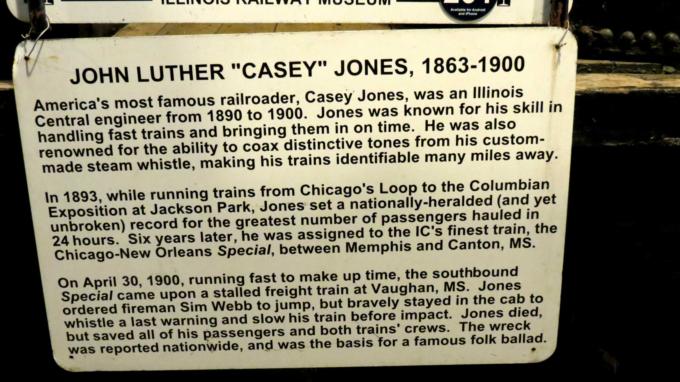 ILLINOIS RAILWAY MUSEUM
Available for Android
and iPhone
JOHN LUTHER "CASEY" JONES, 1863-1900
America's most famous railroader, Casey Jones, was an Illinois
Central engineer from 1890 to 1900. Jones was known for his skill in
handling fast trains and bringing them in on time. He was also
renowned for the ability to coax distinctive tones from his custom-
made steam whistle, making his trains identifiable many miles away.
In 1893, while running trains from Chicago's Loop to the Columbian
Exposition at Jackson Park, Jones set a nationally-heralded (and yet
unbroken) record for the greatest number of passengers hauled in
24 hours. Six years later, he was assigned to the IC's finest train, the
Chicago-New Orleans Special, between Memphis and Canton, MS.
On April 30, 1900, running fast to make up time, the southbound
Special came upon a stalled freight train at Vaughan, MS. Jones
ordered fireman Sim Webb to jump, but bravely stayed in the cab to
whistle a last warning and slow his train before impact. Jones died,
but saved all of his passengers and both trains' crews. The wreck
was reported nationwide, and was the basis for a famous folk ballad.